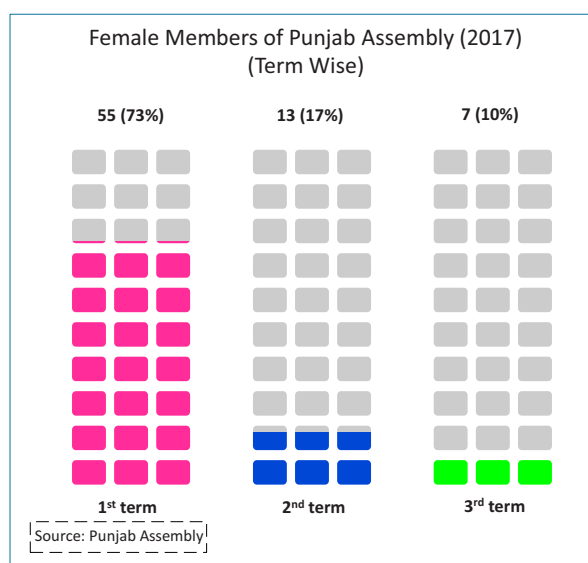 Female Members of Punjab Assembly (2017)
(Term Wise)
55 (73%) 13 (17%) 7 (10%)
1st term 2nd term 3rd term
Source: Punjab Assembly